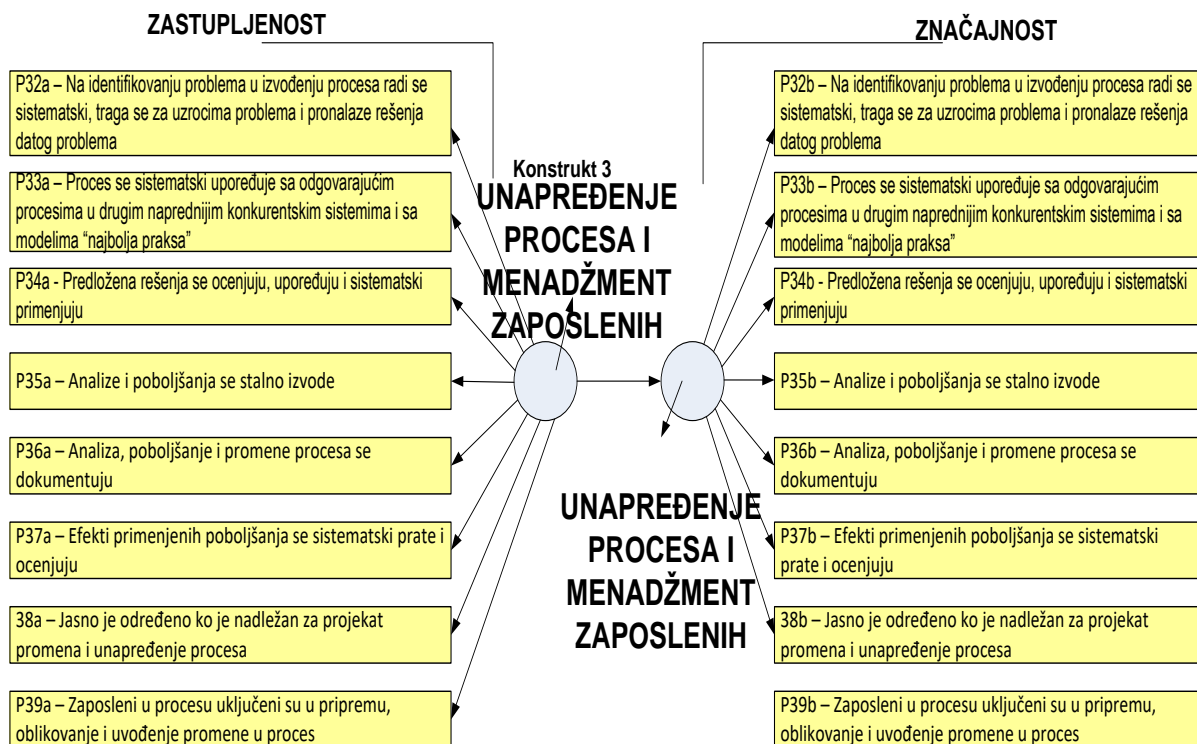 ZASTUPLJENOST
P32a – Na identifikovanju problema u izvođenju procesa radi se
sistematski, traga se za uzrocima problema i pronalaze rešenja
datog problema
P33a – Proces se sistematski upoređuje sa odgovarajućim
procesima u drugim naprednijim konkurentskim sistemima i sa
modelima “najbolja praksa”
P34a - Predložena rešenja se ocenjuju, upoređuju i sistematski
primenjuju
P35a – Analize i poboljšanja se stalno izvode
P36a – Analiza, poboljšanje i promene procesa se
dokumentuju
P37a – Efekti primenjenih poboljšanja se sistematski prate i
ocenjuju
38a – Jasno je određeno ko je nadležan za projekat
promena i unapređenje procesa
P39a – Zaposleni u procesu uključeni su u pripremu,
oblikovanje i uvođenje promene u proces
Konstrukt 3
UNAPREĐENJE
PROCESA I
MENADŽMENT
ZAPOSLENIH
UNAPREĐENJE
PROCESA I
MENADŽMENT
ZAPOSLENIH
ZNAČAJNOST
P32b – Na identifikovanju problema u izvođenju procesa radi se
sistematski, traga se za uzrocima problema i pronalaze rešenja
datog problema
P33b – Proces se sistematski upoređuje sa odgovarajućim
procesima u drugim naprednijim konkurentskim sistemima i sa
modelima “najbolja praksa”
P34b - Predložena rešenja se ocenjuju, upoređuju i sistematski
primenjuju
P35b – Analize i poboljšanja se stalno izvode
P36b – Analiza, poboljšanje i promene procesa se
dokumentuju
P37b – Efekti primenjenih poboljšanja se sistematski
prate i ocenjuju
38b – Jasno je određeno ko je nadležan za projekat
promena i unapređenje procesa
P39b – Zaposleni u procesu uključeni su u pripremu,
oblikovanje i uvođenje promene u proces